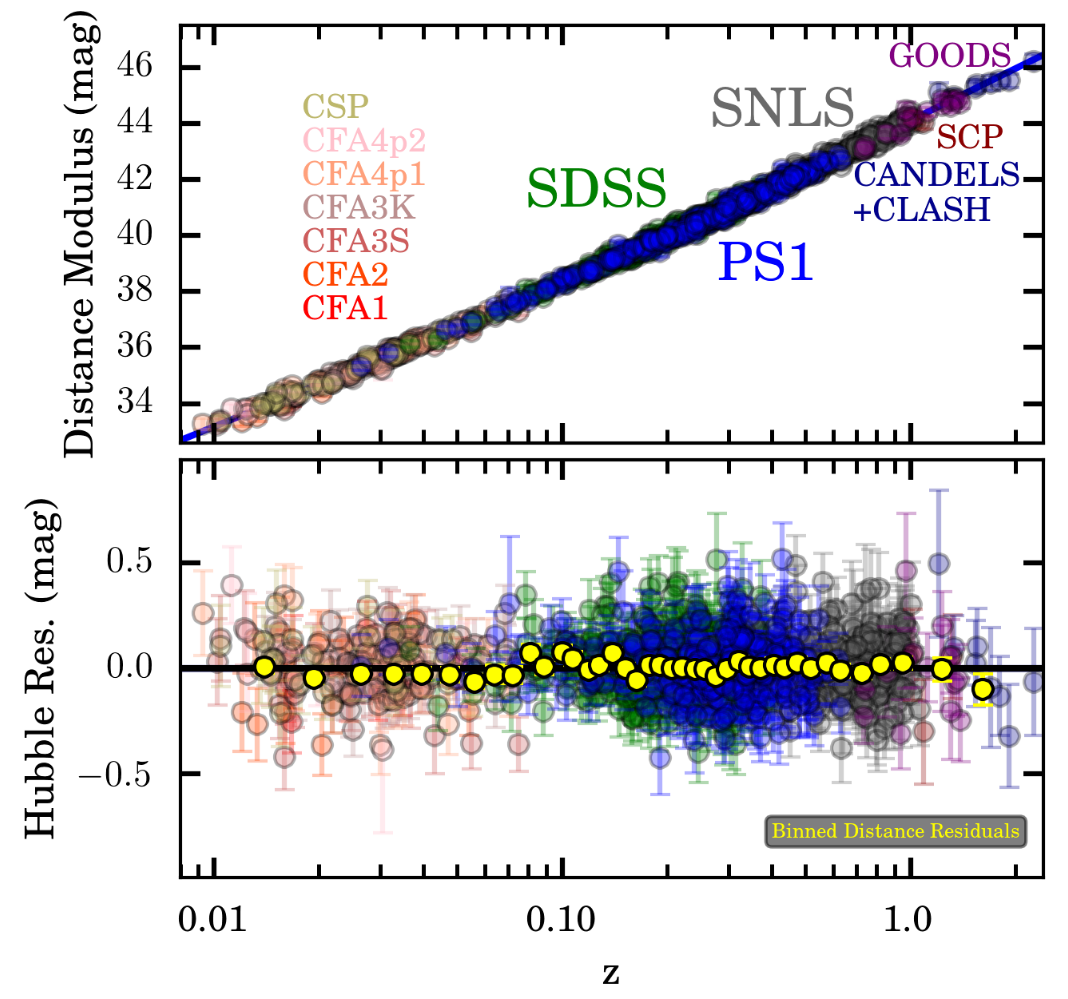 Distance Modulus (mag)
46
44
42
40
38
36
34
CSP
CFA4p2
CFA4p1
CFA3K
CFA3S
CFA2
CFA1
SDSS
SNLS
PS1
GOODS
SCP
CANDELS
+CLASH
Hubble Res. (mag)
0.5
0.0
−0.5
Binned Distance Residuals
0.01
0.10
1.0
z